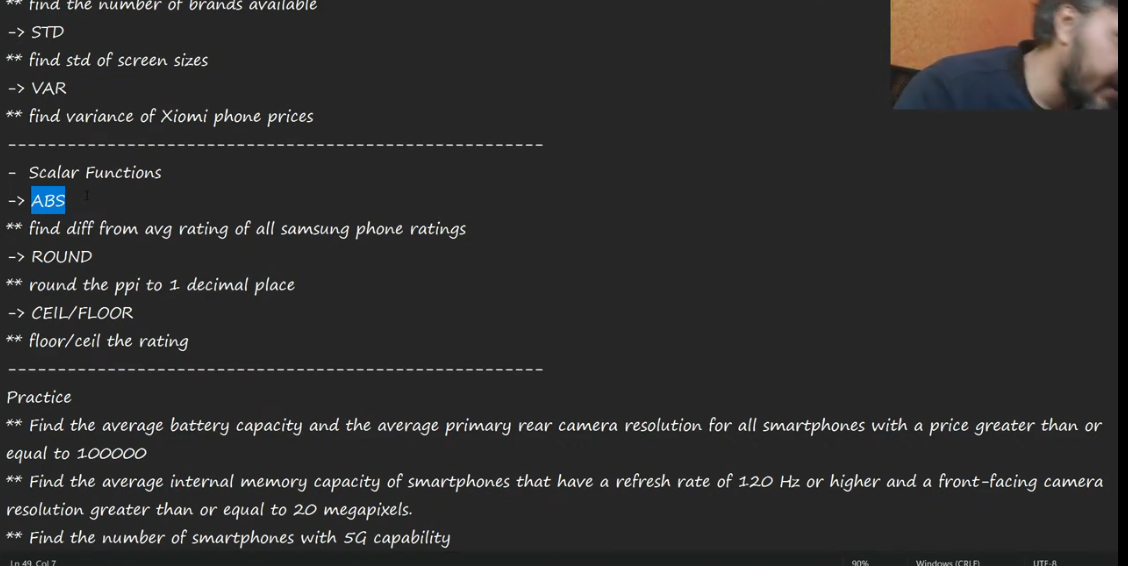 ** find the number of brands available
-> STD
** find std of screen sizes
-> VAR
** find variance of Xiomi phone prices
------------------------------------------------------
- Scalar Functions
-> ABS
** find diff from avg rating of all samsung phone ratings
-> ROUND
** round the ppi to 1 decimal place
-> CEIL/FLOOR
** floor/ceil the rating
------------------------------------------------------
Practice
** Find the average battery capacity and the average primary rear camera resolution for all smartphones with a price greater than or
equal to 100000
** Find the average internal memory capacity of smartphones that have a refresh rate of 120 Hz or higher and a front-facing camera
resolution greater than or equal to 20 megapixels.
** Find the number of smartphones with 5G capability
Ln 49, Col 7 90% Windows (CRLF) UTF-8